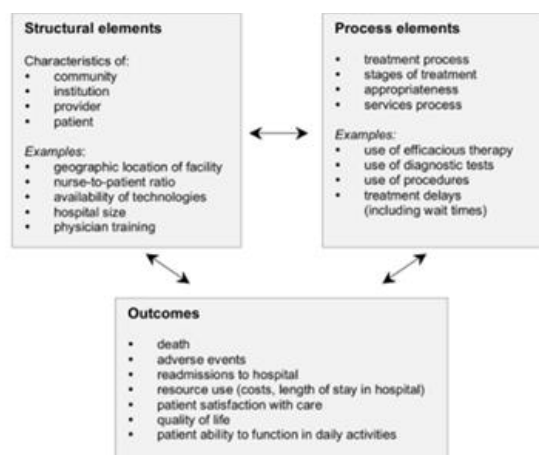 Structural elements
Characteristics of:
▪ community
▪ institution
▪ provider
▪ patient
Examples:
▪ geographic location of facility
▪ nurse-to-patient ratio
▪ availability of technologies
▪ hospital size
▪ physician training
Process elements
▪ treatment process
▪ stages of treatment
▪ appropriateness
▪ services process
Examples:
▪ use of efficacious therapy
▪ use of diagnostic tests
▪ use of procedures
▪ treatment delays
(including wait times)
Outcomes
▪ death
▪ adverse events
▪ readmissions to hospital
▪ resource use (costs, length of stay in hospital)
▪ patient satisfaction with care
▪ quality of life
▪ patient ability to function in daily activities